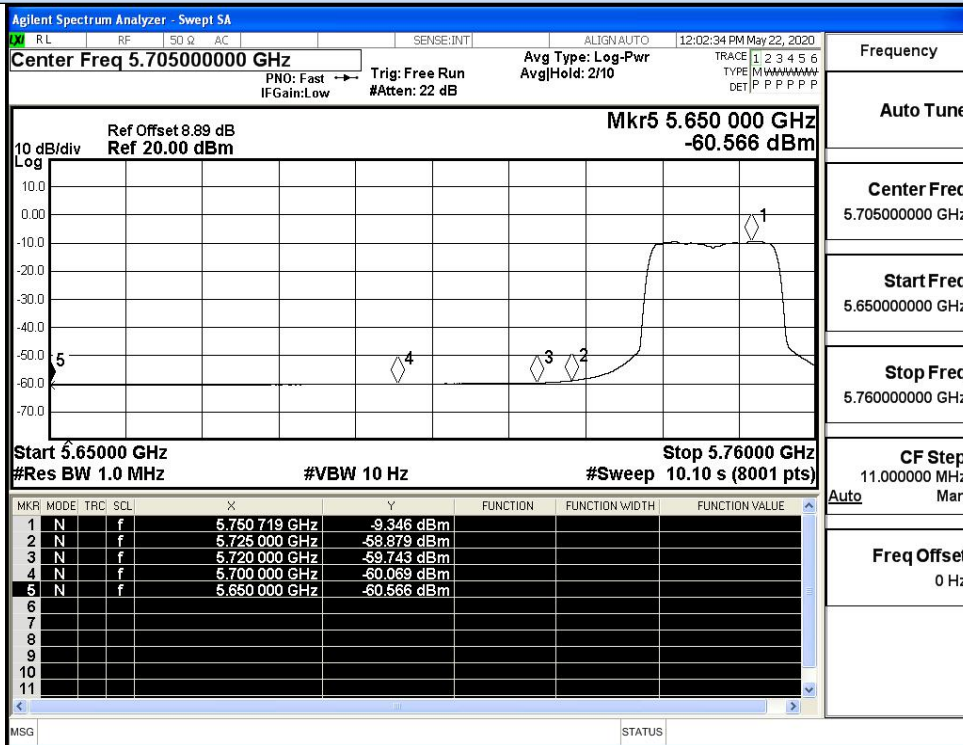 Agilent Spectrum Analyzer - Swept SA
LXI RL RF 50 Ω AC SENSE:INT ALIGN AUTO 12:02:34 PM May 22, 2020
Center Freq 5.705000000 GHz
PNO: Fast
IFGain:Low
Trig: Free Run
#Atten: 22 dB
Avg Type: Log-Pwr
Avg|Hold: 2/10
TRACE 1 2 3 4 5 6
TYPE M W W W W W
DET P P P P P P
Ref Offset 8.89 dB
10 dB/div Ref 20.00 dBm
Log
Mkr5 5.650 000 GHz
-60.566 dBm
10.0
0.00
-10.0
-20.0
-30.0
-40.0
-50.0
-60.0
-70.0
1
5 4 3 2
Start 5.65000 GHz Stop 5.76000 GHz
#Res BW 1.0 MHz #VBW 10 Hz #Sweep 10.10 s (8001 pts)
MKR MODE TRC SCL X Y FUNCTION FUNCTION WIDTH FUNCTION VALUE
1 N f 5.750 719 GHz -9.346 dBm
2 N f 5.725 000 GHz -58.879 dBm
3 N f 5.720 000 GHz -59.743 dBm
4 N f 5.700 000 GHz -60.069 dBm
5 N f 5.650 000 GHz -60.566 dBm
6
7
8
9
10
11
MSG STATUS
Frequency
Auto Tune
Center Freq
5.705000000 GHz
Start Freq
5.650000000 GHz
Stop Freq
5.760000000 GHz
CF Step
11.000000 MHz
Auto Man
Freq Offset
0 Hz